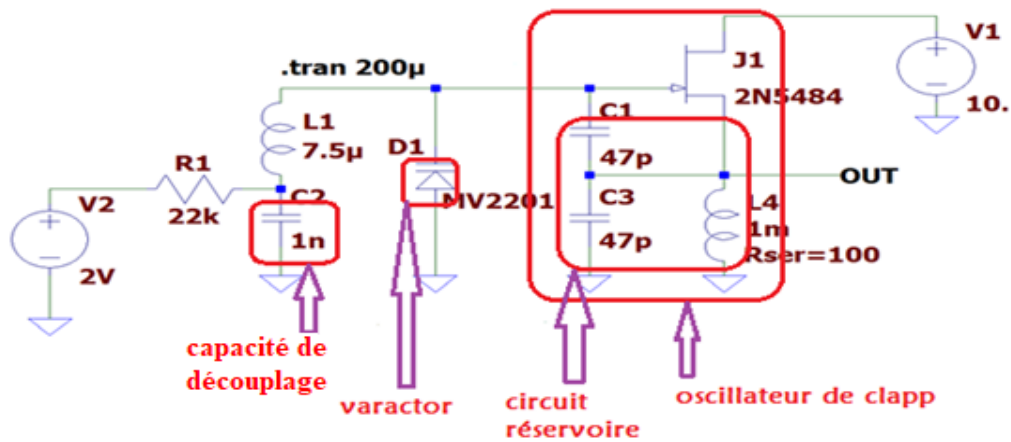 V1
J1
.tran 200µ
2N5484
10.
L1
7.5µ
D1
C1
47p
R1
OUT
V2
22k
C2
MV2201
C3
L4
1n
47p
1m
2V
Rser=100
capacité de
découplage
varactor
circuit
réservoire
oscillateur de clapp